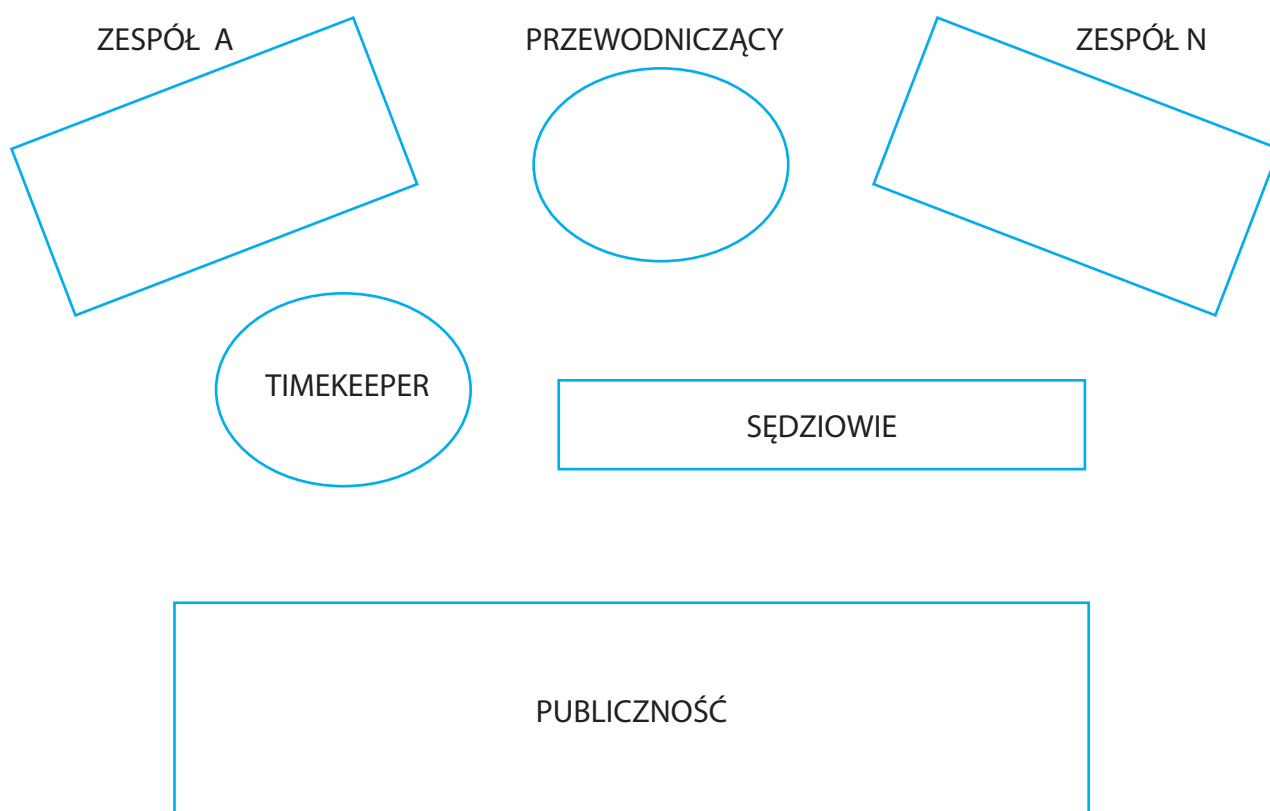 ZESPÓŁ A
PRZEWODNICZĄCY
ZESPÓŁ N
TIMEKEEPER
SĘDZIOWIE
PUBLICZNOŚĆ